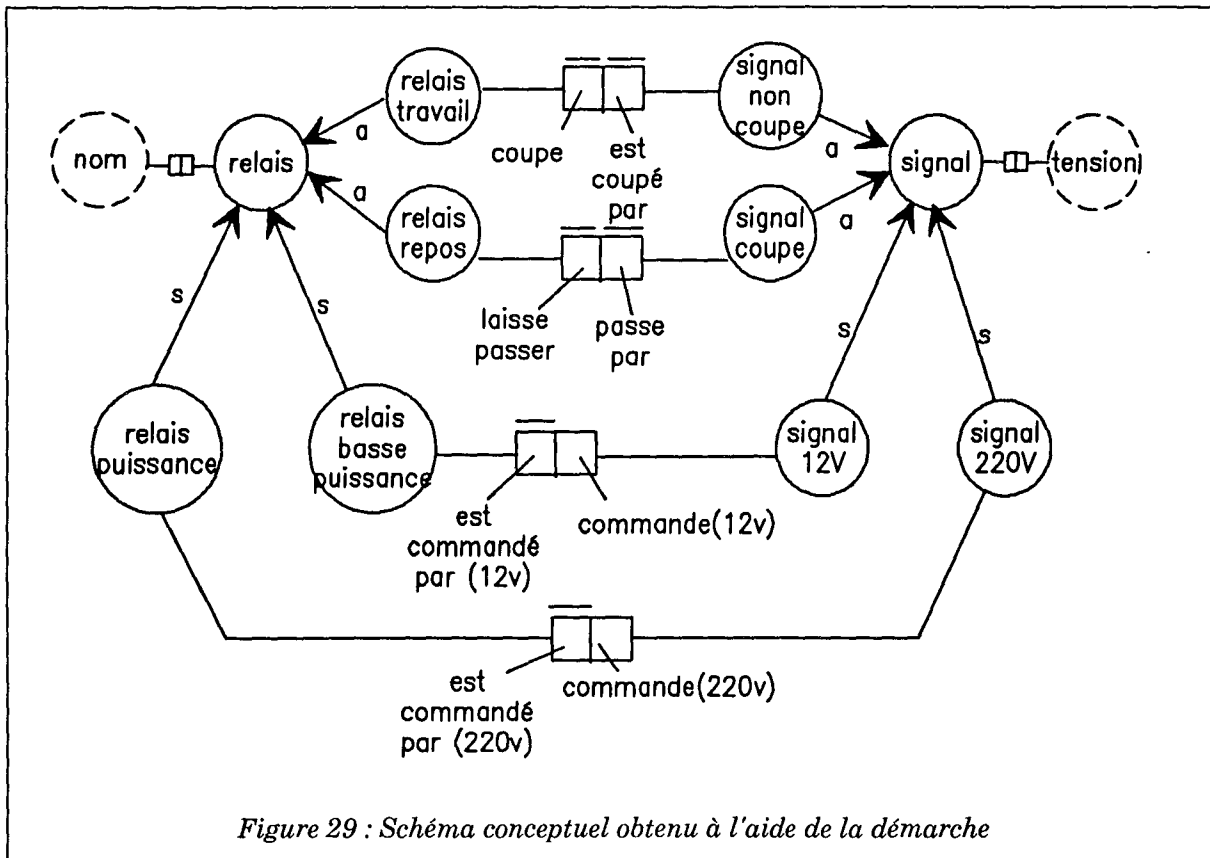 relais
travail
signal
non
coupe
coupe
est
coupé
par
nom
relais
a
a
signal
tension
a
a
relais
repos
signal
coupe
laisse
passer
passe
par
s
s
s
s
relais
puissance
relais
basse
puissance
signal
12V
signal
220V
est
commandé
par (12v)
commande(12v)
est
commandé
par (220v)
commande(220v)
Figure 29 : Schéma conceptuel obtenu à l'aide de la démarche